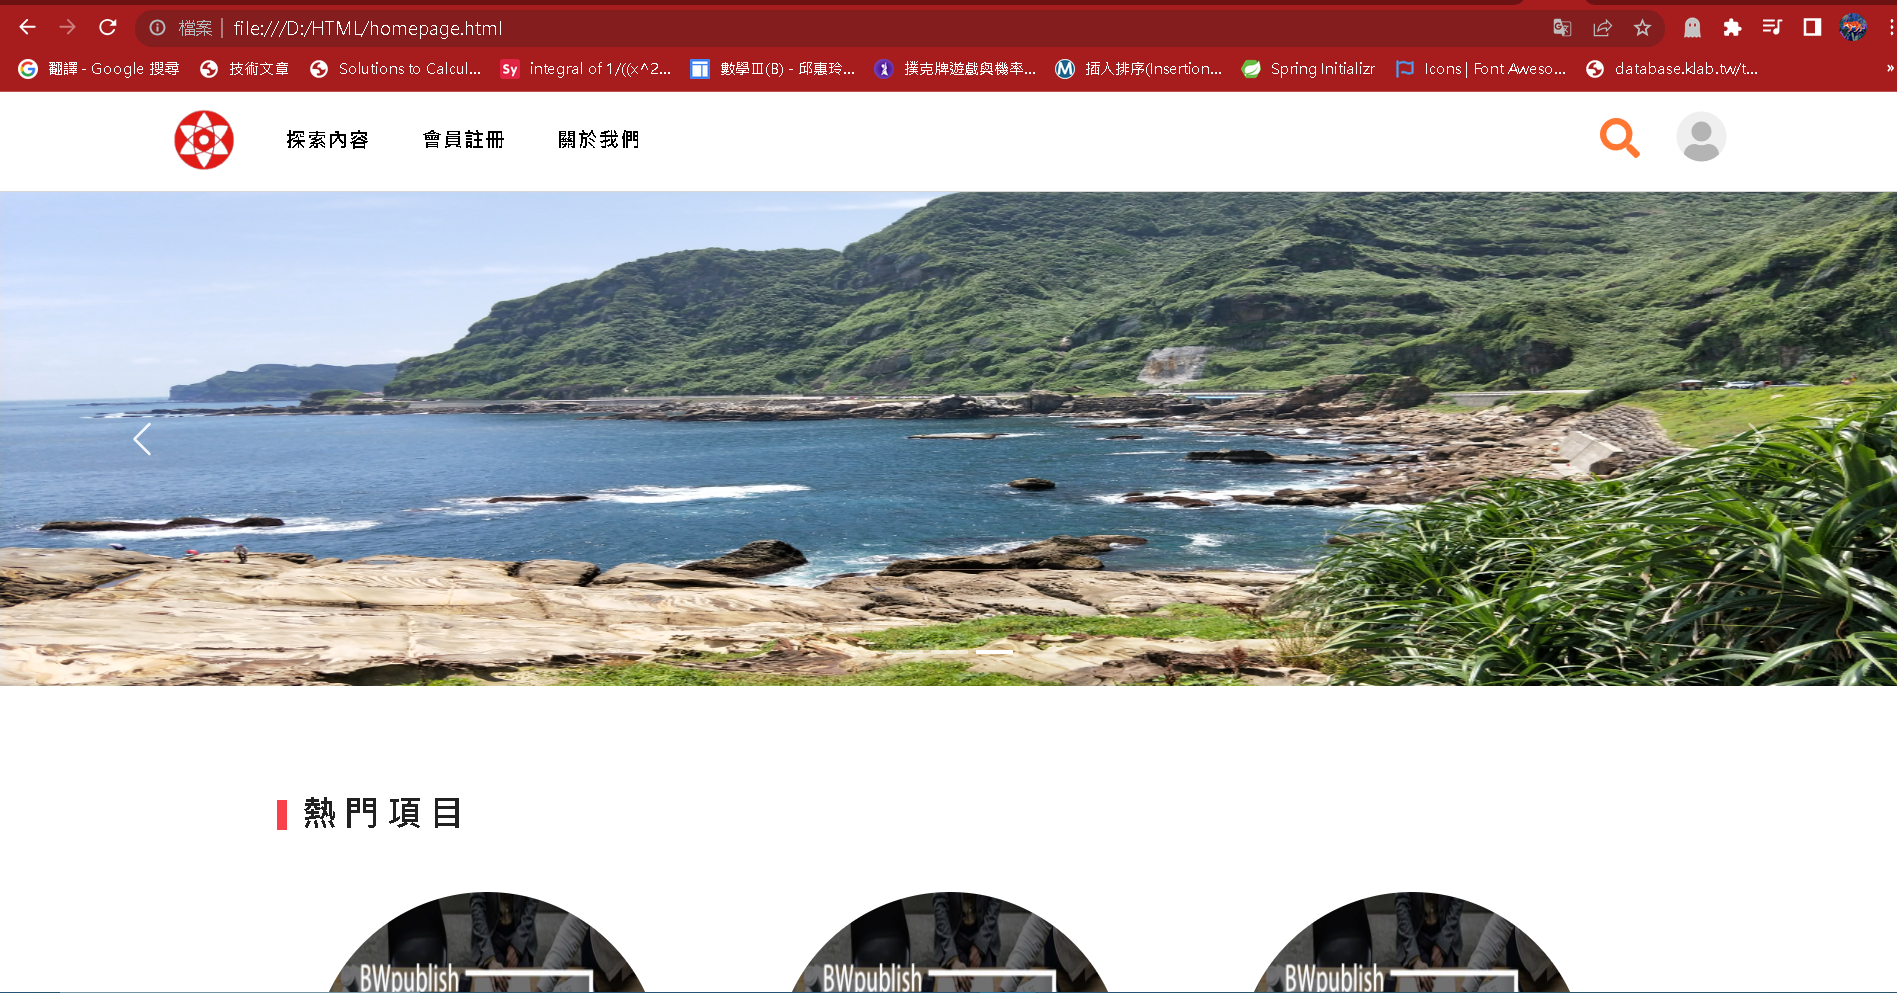 檔案 | file:///D:/HTML/homepage.html
翻譯 - Google 搜尋 技術文章 Solutions to Calcul... Sy integral of 1/((x^2... 數學Ⅲ(B) - 邱惠玲... 撲克牌遊戲與機率... M 插入排序(Insertion... Spring Initializr Icons | Font Aweso... database.klab.tw/t... »
探索內容 會員註冊 關於我們
熱門項目
BWpublish BWpublish BWpublish